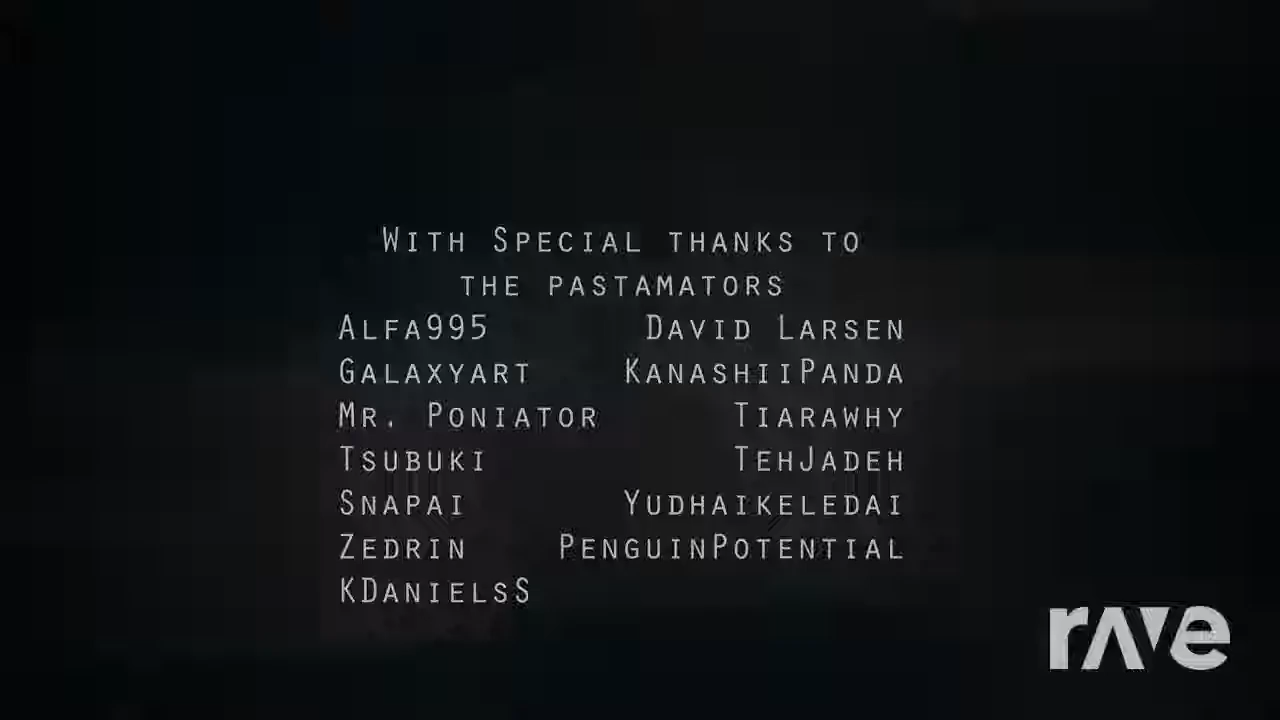 With Special thanks to
the pastamators
Alfa995 David Larsen
Galaxyart KanashiiPanda
Mr. Poniator Tiarawhy
Tsubuki TehJadeh
Snapai Yudhaikeledai
Zedrin PenguinPotential
KDanielsS
rave